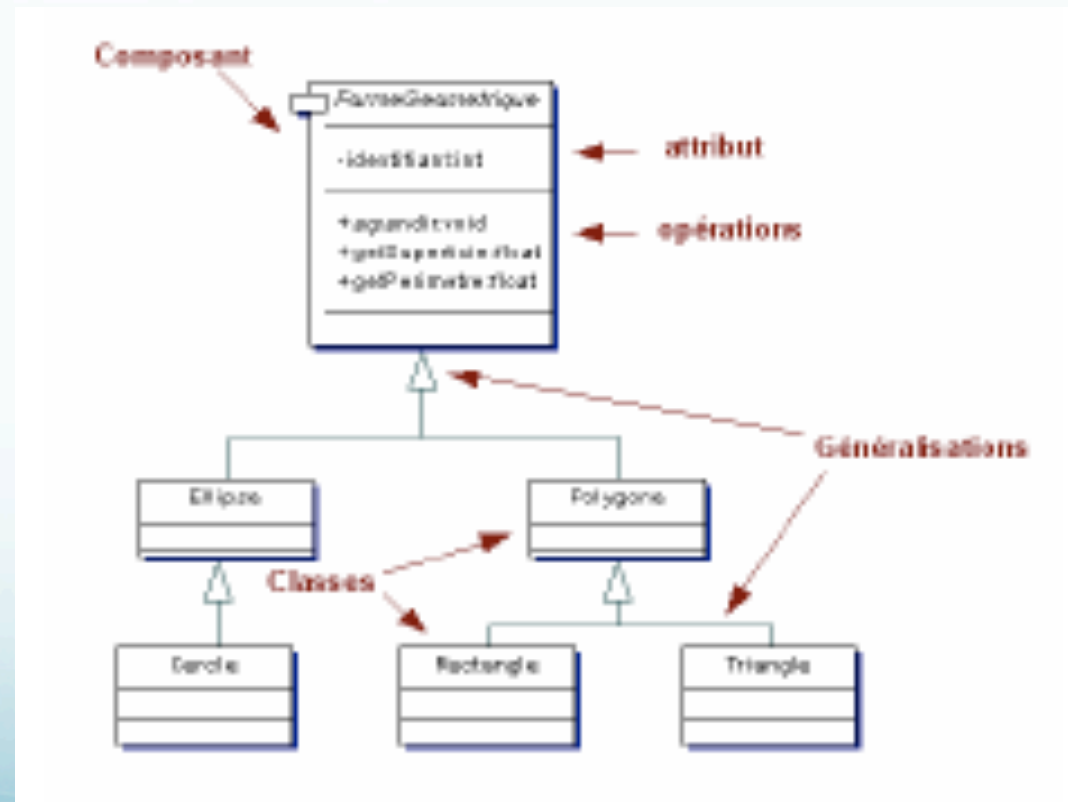 Composant
FormeGeometrique
-identifiant:int
attribut
+agrandir:void
opérations
+getSuperficie:float
+getPerimetre:float
Généralisations
Ellipse
Polygone
Classes
Cercle
Rectangle
Triangle